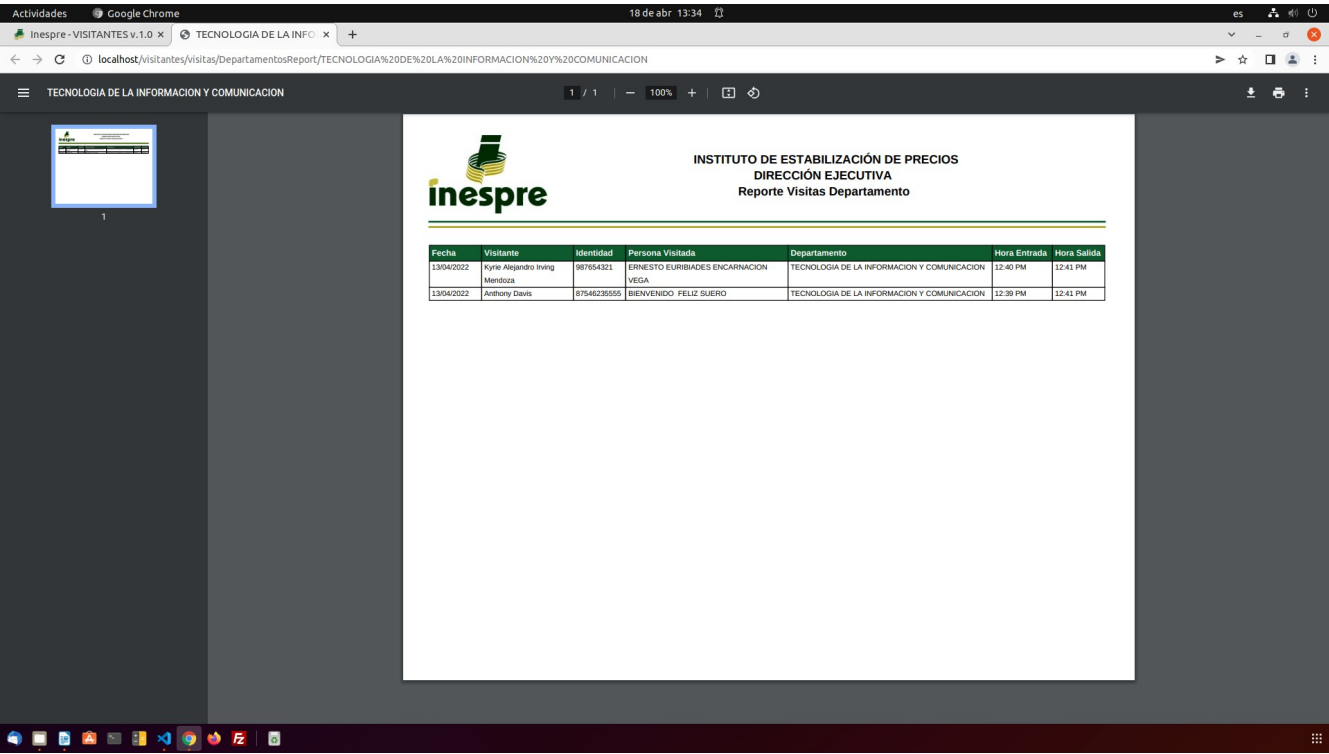 Actividades Google Chrome 18 de abr 13:34 es
Inespre - VISITANTES v.1.0 TECNOLOGIA DE LA INFO
localhost/visitantes/visitas/DepartamentosReport/TECNOLOGIA%20DE%20LA%20INFORMACION%20Y%20COMUNICACION
TECNOLOGIA DE LA INFORMACION Y COMUNICACION 1 / 1 100%
1
inespre
INSTITUTO DE ESTABILIZACIÓN DE PRECIOS
DIRECCIÓN EJECUTIVA
Reporte Visitas Departamento
Fecha Visitante Identidad Persona Visitada Departamento Hora Entrada Hora Salida
13/04/2022 Kyrie Alejandro Irving 987654321 ERNESTO EURIBIADES ENCARNACION TECNOLOGIA DE LA INFORMACION Y COMUNICACION 12:40 PM 12:41 PM
Mendoza VEGA
13/04/2022 Anthony Davis 87546235555 BIENVENIDO FELIZ SUERO TECNOLOGIA DE LA INFORMACION Y COMUNICACION 12:39 PM 12:41 PM